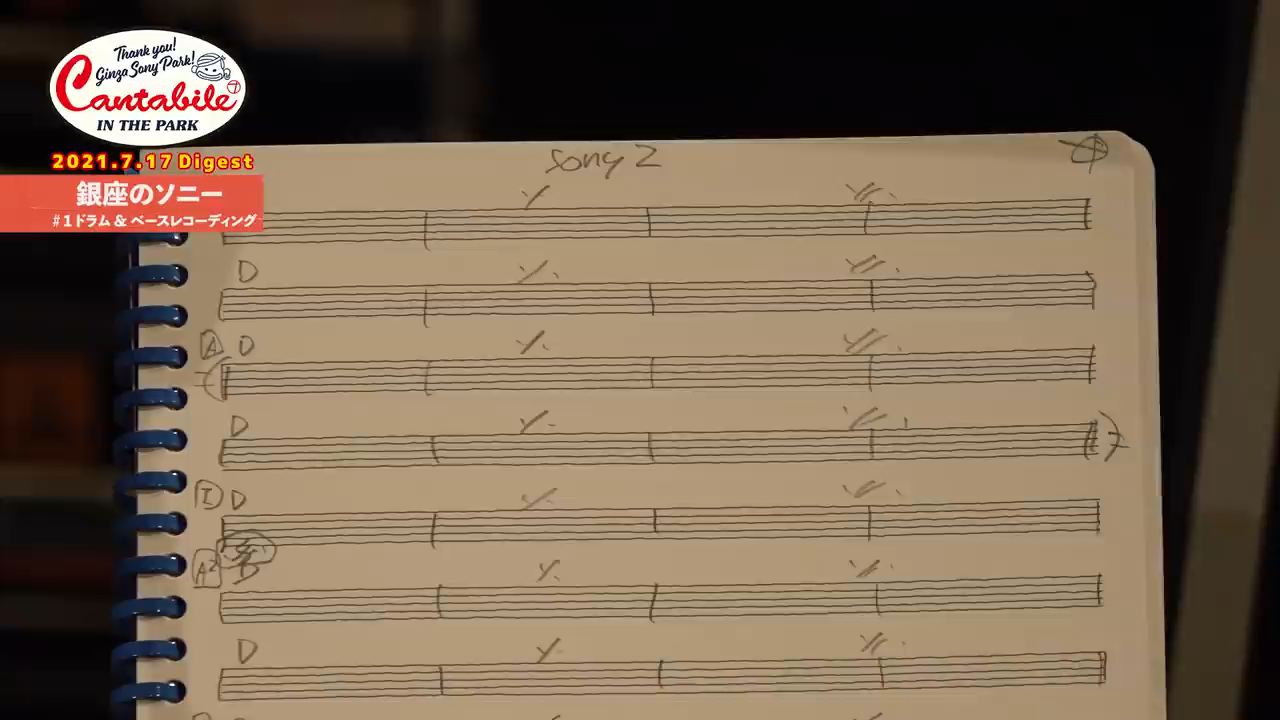 Thank you!
Ginza Sony Park!
Cantabile
IN THE PARK
2021.7.17 Digest
銀座のソニー
#1ドラム & ベースレコーディング
Sony 2
D
A D
D
I D
A2 D
D